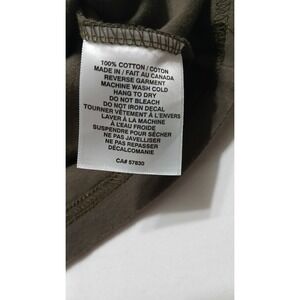 100% COTTON / COTON
MADE IN / FAIT AU CANADA
REVERSE GARMENT
MACHINE WASH COLD
HANG TO DRY
DO NOT BLEACH
DO NOT IRON DECAL
TOURNER VÊTEMENT À L'ENVERS
LAVER À LA MACHINE
À L'EAU FROIDE
SUSPENDRE POUR SÉCHER
NE PAS JAVELLISER
NE PAS REPASSER
DÉCALCOMANIE
CA# 57830